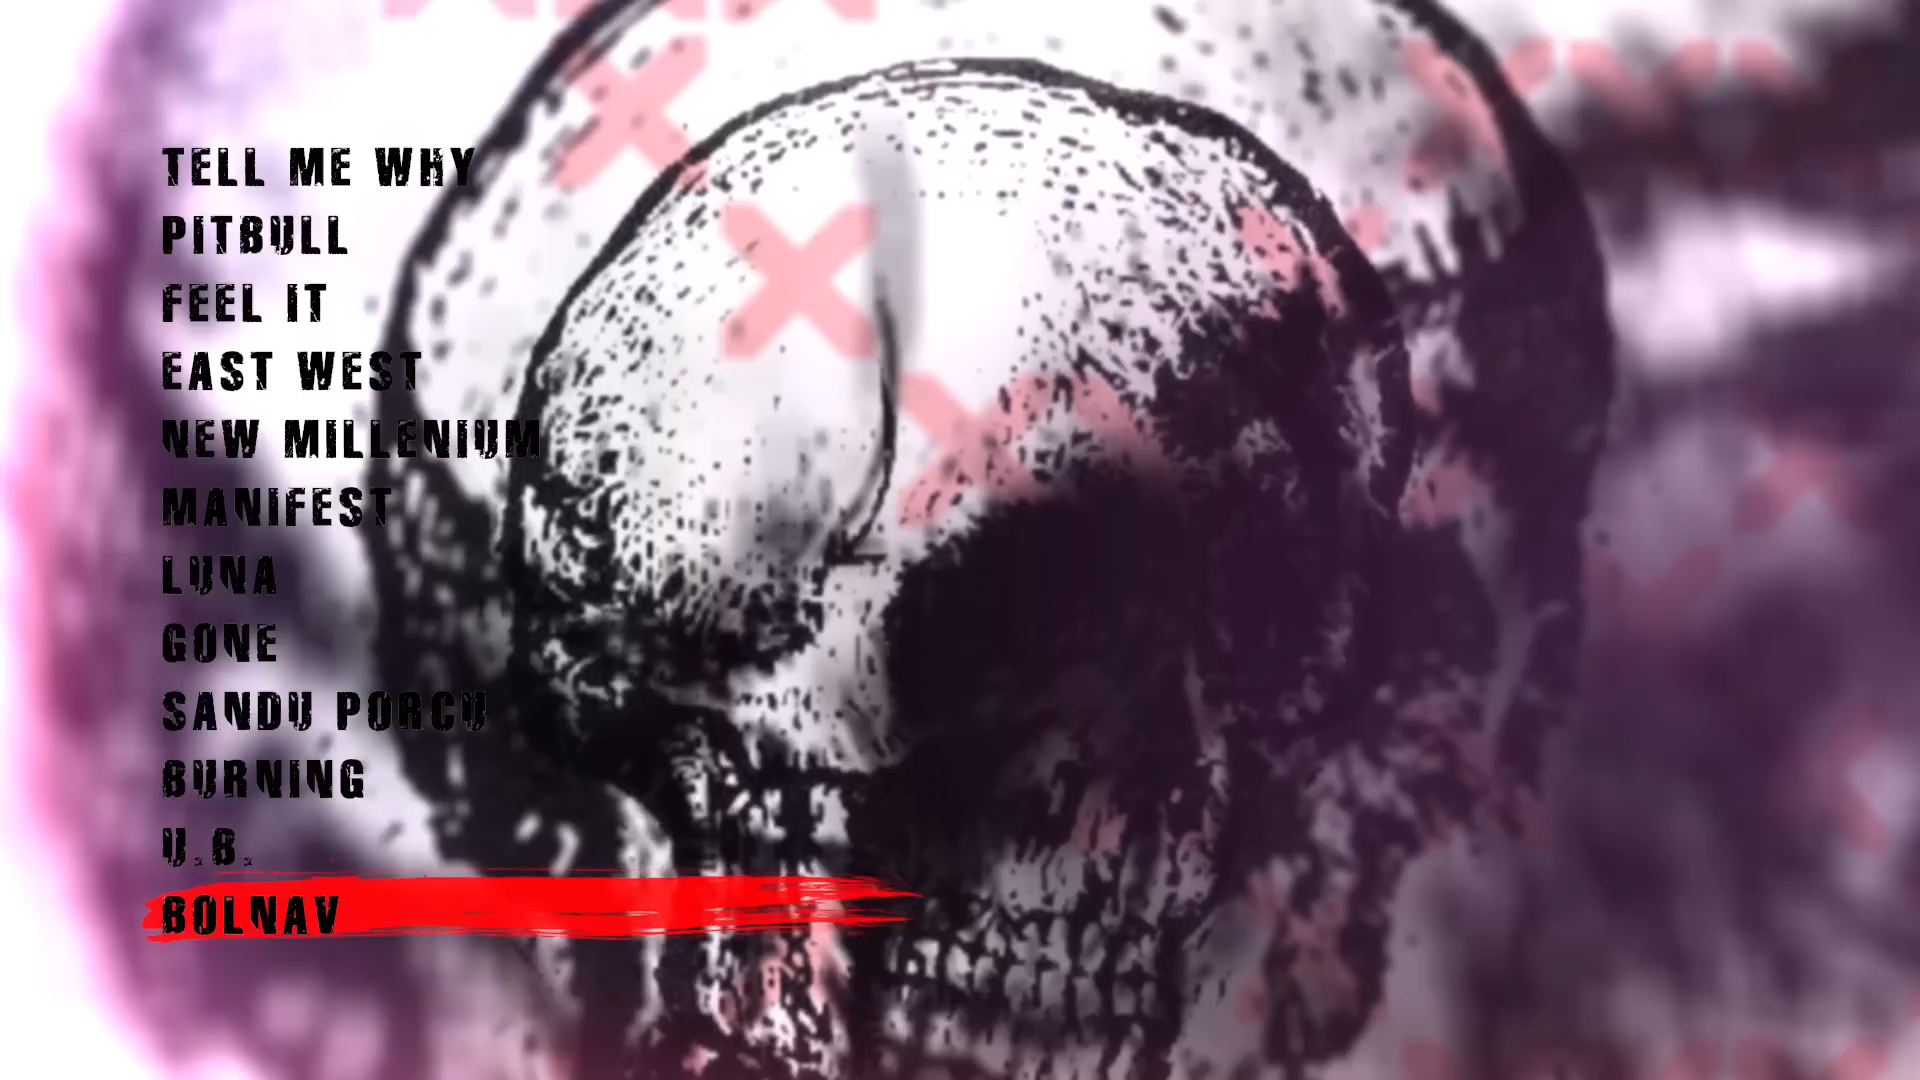 TELL ME WHY
PITBULL
FEEL IT
EAST WEST
NEW MILLENIUM
MANIFEST
LUNA
GONE
SANDU PORCU
BURNING
U.B.
BOLNAV